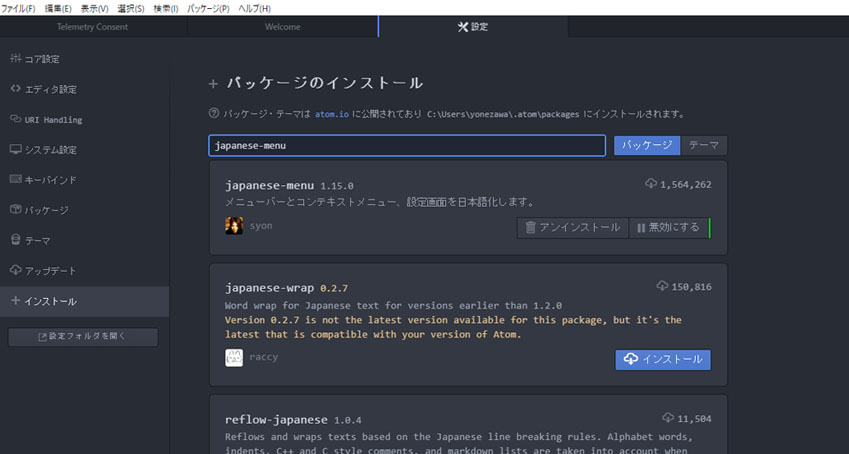 ファイル(F) 編集(E) 表示(V) 選択(S) 検索(I) パッケージ(P) ヘルプ(H)
Telemetry Consent
Welcome
設定
コア設定
エディタ設定
URI Handling
システム設定
キーバインド
パッケージ
テーマ
アップデート
インストール
設定フォルダを開く
パッケージのインストール
パッケージ・テーマは atom.io に公開されており C:\Users\yonezawa\.atom\packages にインストールされます。
japanese-menu
パッケージ テーマ
japanese-menu 1.15.0
1,564,262
メニューバーとコンテキストメニュー、設定画面を日本語化します。
syon
アンインストール 無効にする
japanese-wrap 0.2.7
150,816
Word wrap for Japanese text for versions earlier than 1.2.0
Version 0.2.7 is not the latest version available for this package, but it's the
latest that is compatible with your version of Atom.
raccy
インストール
reflow-japanese 1.0.4
11,504
Reflows and wraps texts based on the Japanese line breaking rules. Alphabet words,
indents, C++ and C style comments, and markdown lists are taken into account when